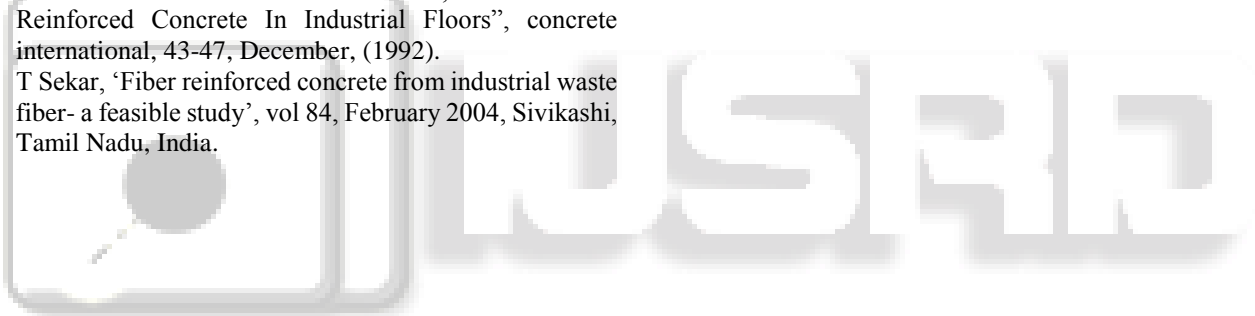 Reinforced Concrete In Industrial Floors”, concrete
international, 43-47, December, (1992).
T Sekar, ‘Fiber reinforced concrete from industrial waste
fiber- a feasible study’, vol 84, February 2004, Sivikashi,
Tamil Nadu, India.
IJSRD